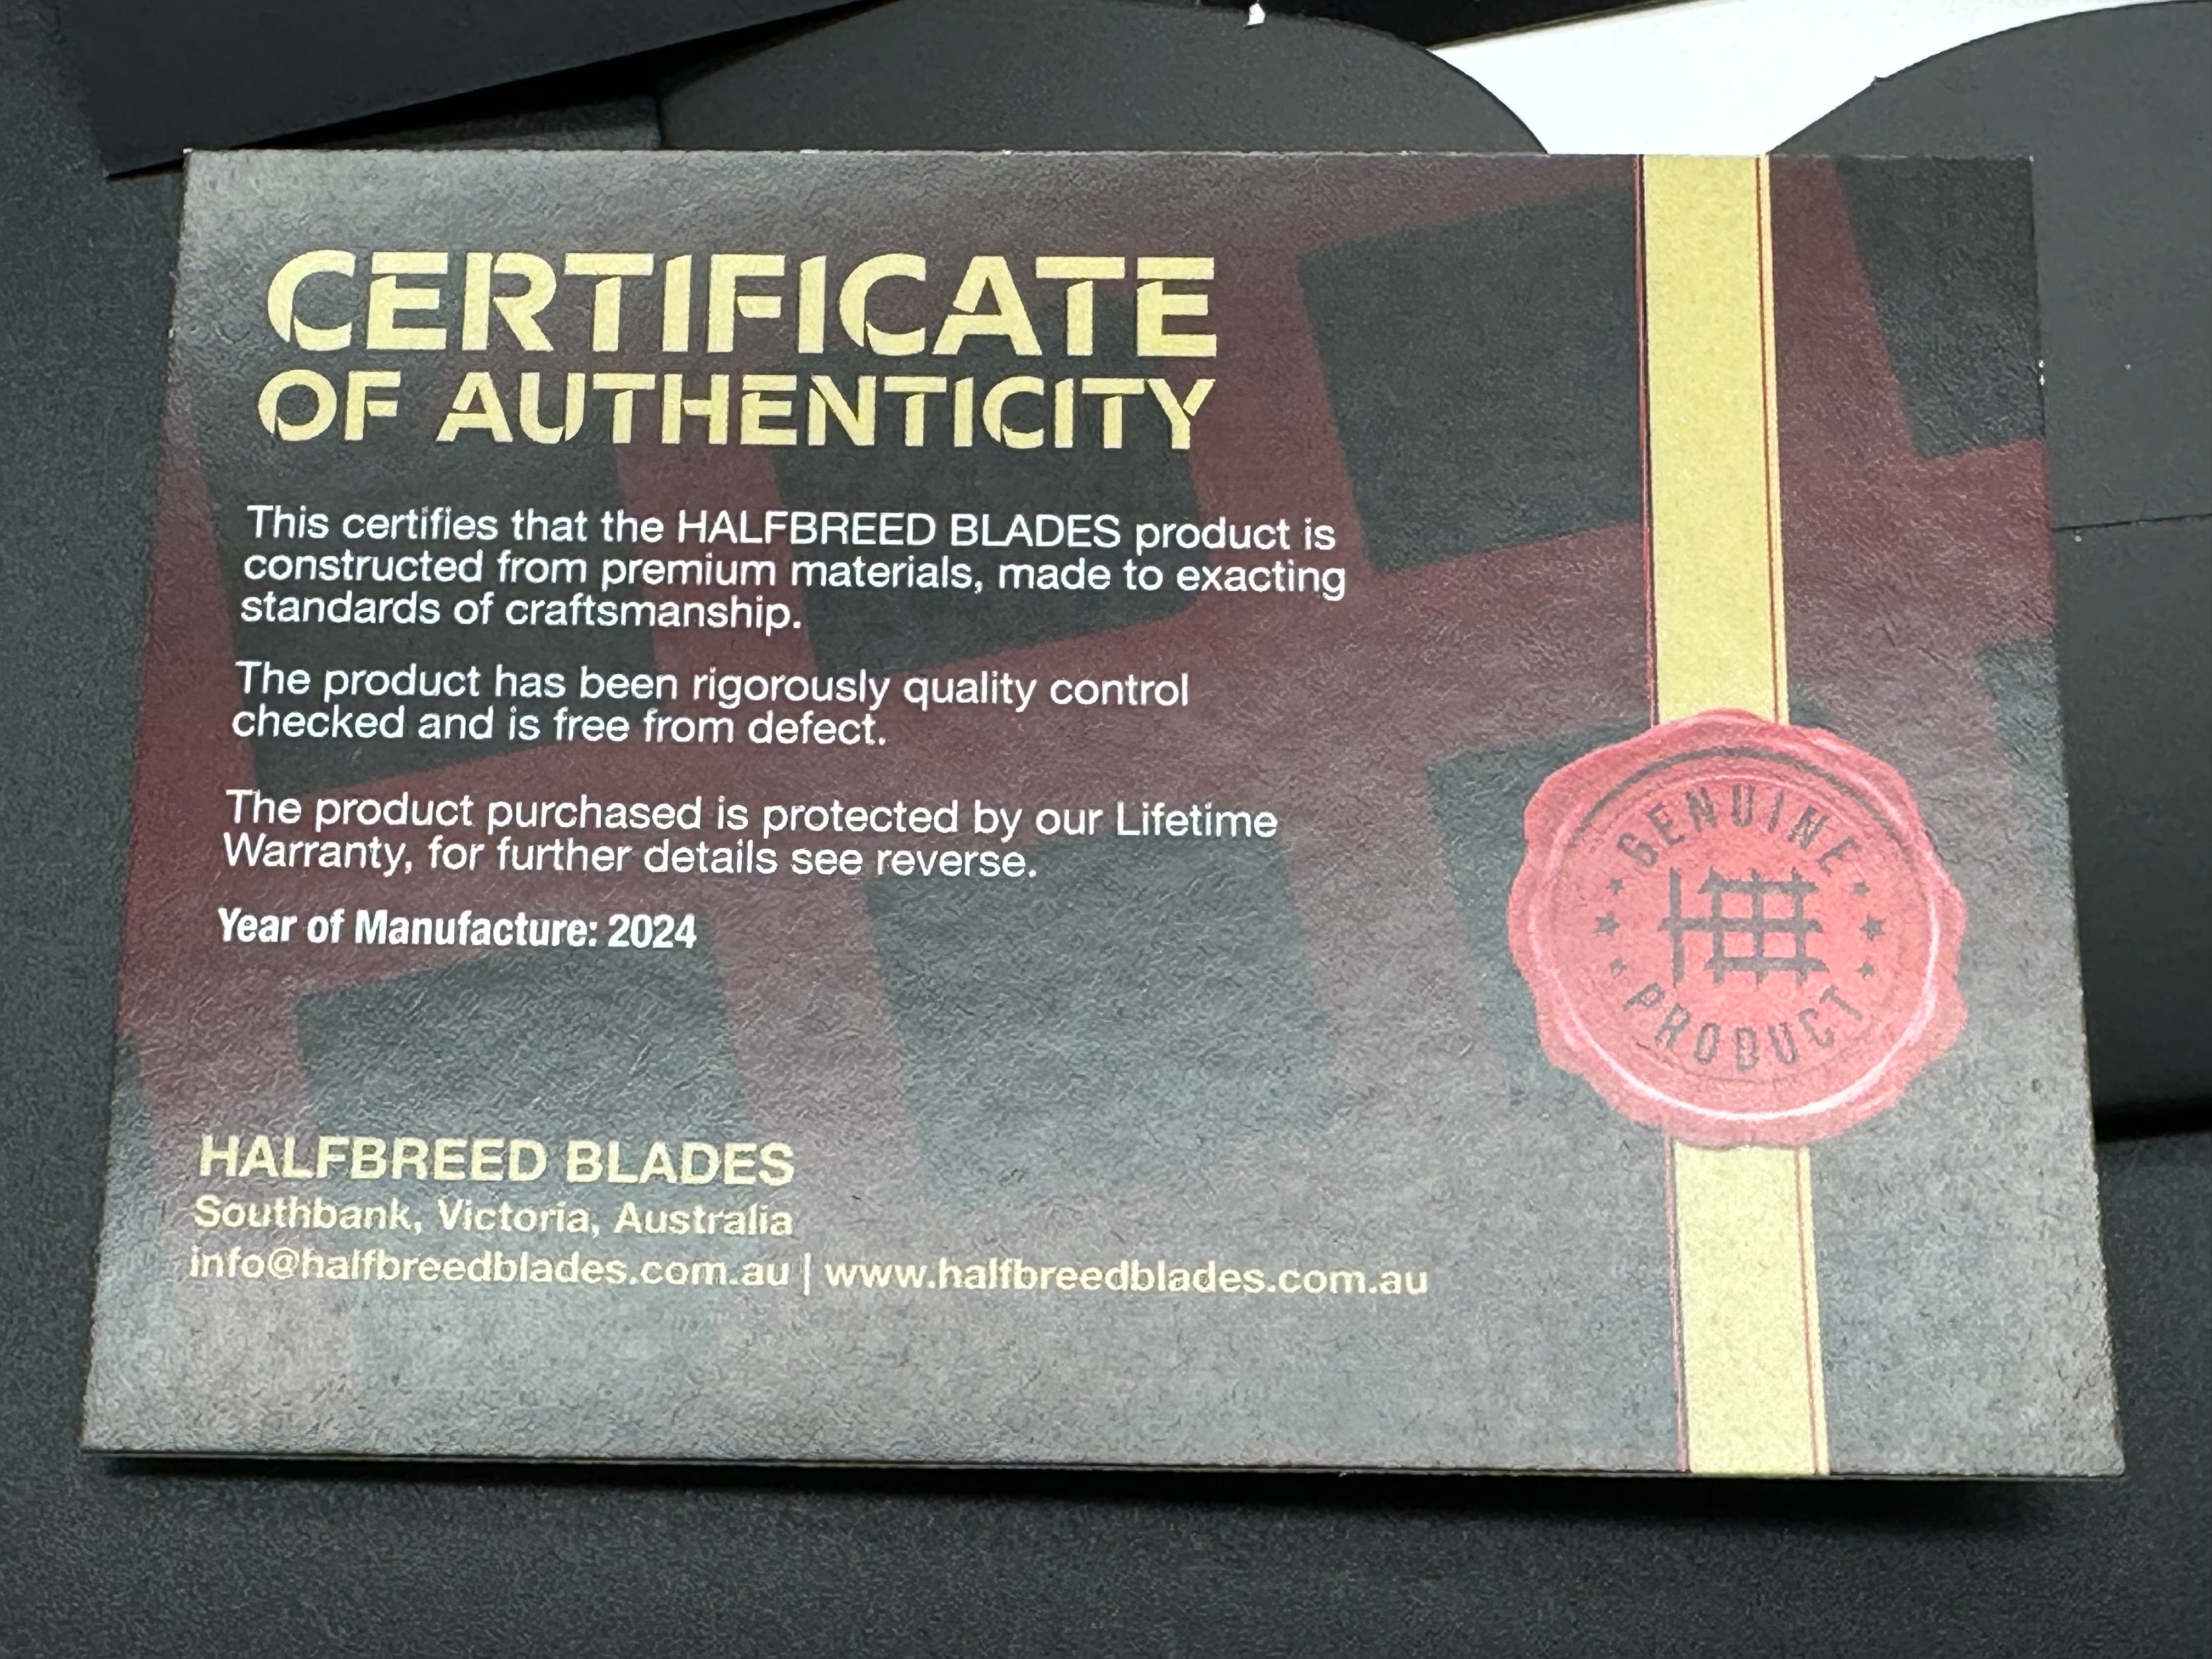 CERTIFICATE
OF AUTHENTICITY
This certifies that the HALFBREED BLADES product is
constructed from premium materials, made to exacting
standards of craftsmanship.
The product has been rigorously quality control
checked and is free from defect.
The product purchased is protected by our Lifetime
Warranty, for further details see reverse.
Year of Manufacture: 2024
GENUINE
PRODUCT
HALFBREED BLADES
Southbank, Victoria, Australia
info@halfbreedblades.com.au | www.halfbreedblades.com.au